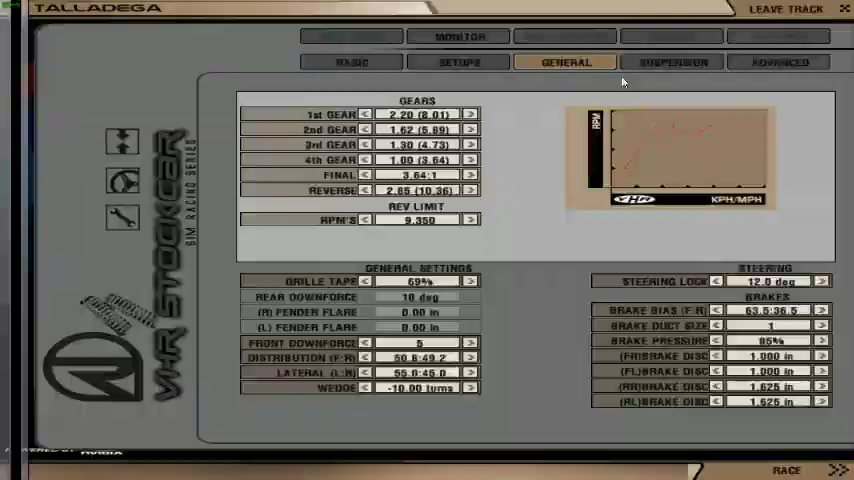 TALLADEGA
LEAVE TRACK
MONITOR
BASIC
SETUPS
GENERAL
SUSPENSION
ADVANCED
GEARS
1st GEAR < 2.20 (8.01) >
2nd GEAR < 1.62 (5.89) >
3rd GEAR < 1.30 (4.73) >
4th GEAR < 1.00 (3.64) >
FINAL < 3.64:1 >
REVERSE < 2.85 (10.36) >
REV LIMIT
RPM'S < 9,350 >
RPM
VHR
KPH/MPH
GENERAL SETTINGS
GRILLE TAPE < 69% >
REAR DOWNFORCE 10 deg
(R) FENDER FLARE 0.00 in
(L) FENDER FLARE 0.00 in
FRONT DOWNFORCE < 5 >
DISTRIBUTION (F:R) < 50.8:49.2 >
LATERAL (L:R) < 55.0:45.0 >
WEDGE < -10.00 turns >
STEERING
STEERING LOCK < 12.0 deg >
BRAKES
BRAKE BIAS (F:R) < 63.5:36.5 >
BRAKE DUCT SIZE < 1 >
BRAKE PRESSURE < 85% >
(FR)BRAKE DISC < 1.000 in >
(FL)BRAKE DISC < 1.000 in >
(RR)BRAKE DISC < 1.625 in >
(RL)BRAKE DISC < 1.625 in >
VHR STOCKCAR
SIM RACING SERIES
POWERED BY NVIDIA
RACE >>